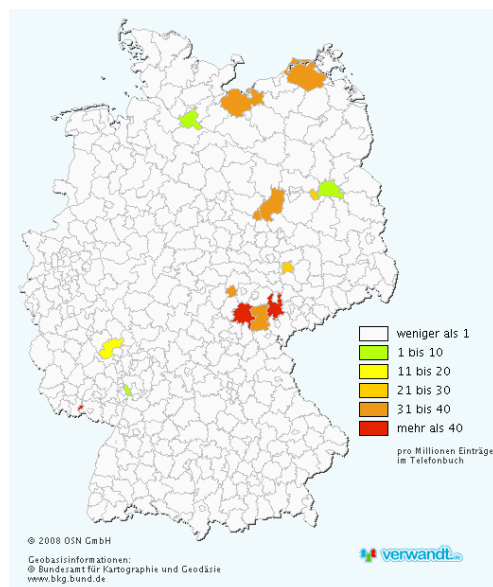 weniger als 1
1 bis 10
11 bis 20
21 bis 30
31 bis 40
mehr als 40
pro Millionen Einträge
im Telefonbuch
© 2008 OSN GmbH
Geobasisinformationen:
© Bundesamt für Kartographie und Geodäsie
www.bkg.bund.de
verwandt.de